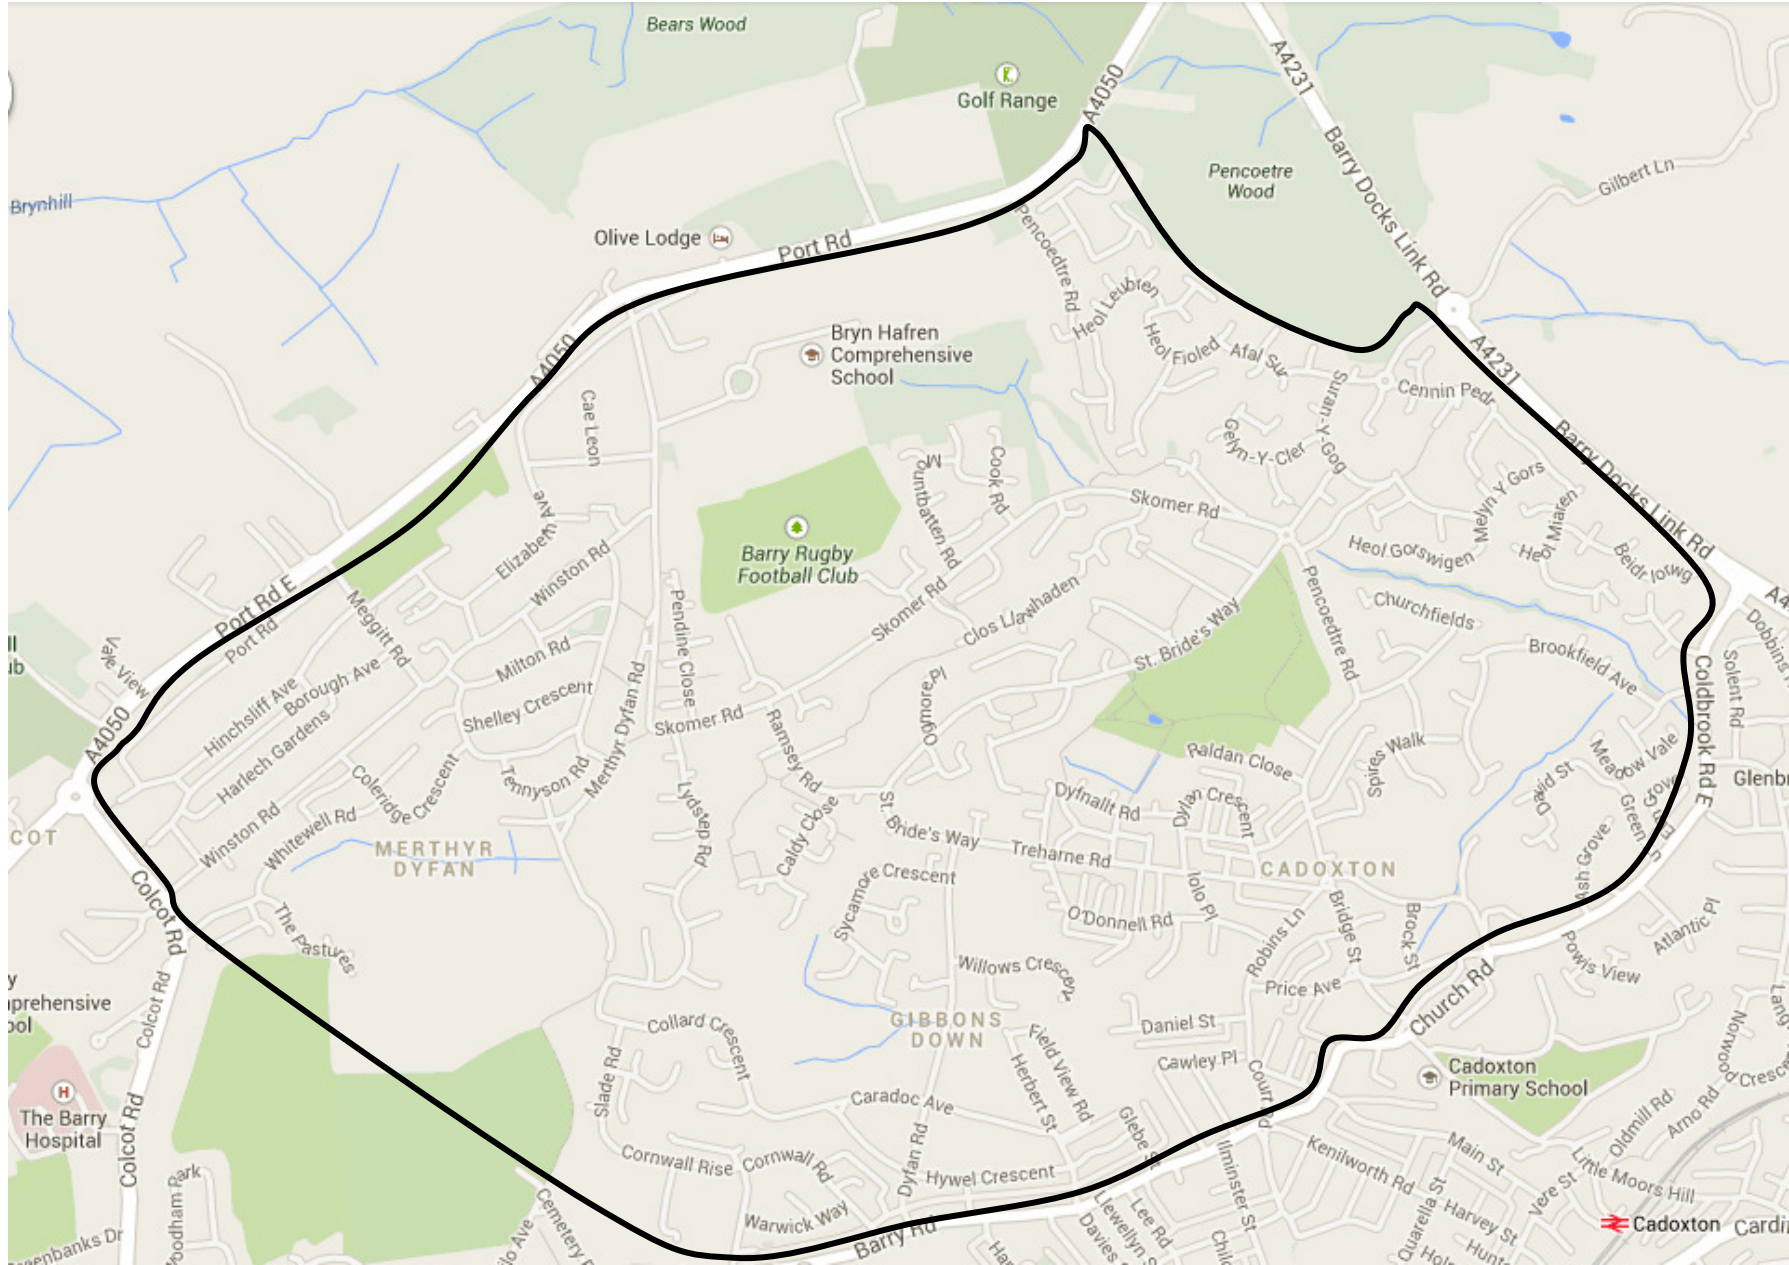 Bears Wood
A4231
A4050
Golf Range
Barry Docks Link Rd
Pencoetre
Wood
Gilbert Ln
Brynhill
Olive Lodge
Port Rd
Pencoedtre Rd
Heol Leubren
Bryn Hafren
Comprehensive
School
Heol Fioled
Afal Sur
A4231
A4050
Cennin Pedr
Suran-Y-Gog
Cae Leon
Gelyn-Y-Cler
Barry Docks Link Rd
Mountbatten Rd
Cook Rd
Skomer Rd
Melyn Y Gors
Heol Miaren
Elizabeth Ave
Barry Rugby
Football Club
Heol Gorswigen
Winston Rd
Port Rd E
Meggitt Rd
Port Rd
Pendine Close
Skomer Rd
Clos Llawhaden
St. Bride's Way
Pencoedtre Rd
Churchfields
Dobbins
Vale View
Milton Rd
Brookfield Ave
Solent Rd
Coldbrook Rd E
Hinchsliff Ave
Borough Ave
Shelley Crescent
Merthyr Dyfan Rd
Skomer Rd
Ogmore Pl
A4050
Harlech Gardens
Ramsey Rd
Raldan Close
Spires Walk
Meadow Vale
David St
Coleridge Crescent
Tennyson Rd
Lydstep Rd
Caldy Close
Dyfnallt Rd
Dylan Crescent
Winston Rd
Whitewell Rd
St. Bride's Way
MERTHYR
DYFAN
Treharne Rd
CADOXTON
Ash Grove
COT
Colcot Rd
Sycamore Crescent
Iolo Pl
O'Donnell Rd
Bridge St
Brock St
Atlantic Pl
The Pastures
Robins Ln
Powis View
Willows Crescent
Price Ave
Church Rd
Colcot Rd
GIBBONS
DOWN
Daniel St
Collard Crescent
Field View Rd
Herbert St
Cawley Pl
Court Rd
Cadoxton
Primary School
Slade Rd
The Barry
Hospital
Caradoc Ave
Glebe St
Oldmill Rd
Arno Rd
Colcot Rd
Cornwall Rise
Cornwall Rd
Dyfan Rd
Hywel Crescent
Ilminster St
Kenilworth Rd
Main St
Little Moors Hill
Vere St
Woodham Park
Warwick Way
Barry Rd
Lee Rd
Quarella St
Harvey St
Cadoxton